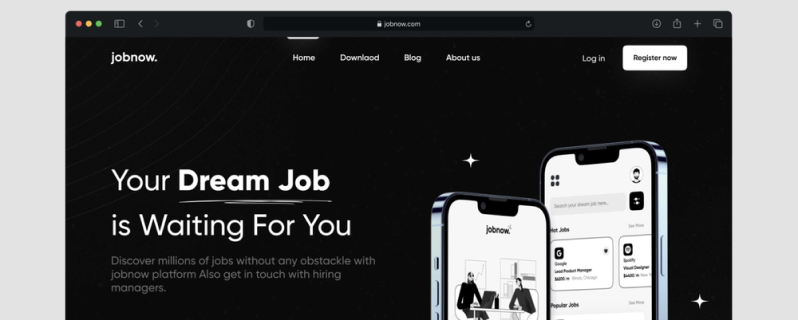 jobnow.com
jobnow.
Home
Downlaod
Blog
About us
Log in
Register now
Your Dream Job
is Waiting For You
Discover millions of jobs without any obstackle with
jobnow platform Also get in touch with hiring
managers.
jobnow.
Search your dream job here...
Hot Jobs
See More
Google
Lead Product Manager
Spotify
Visual Designer
Popular Jobs
See More